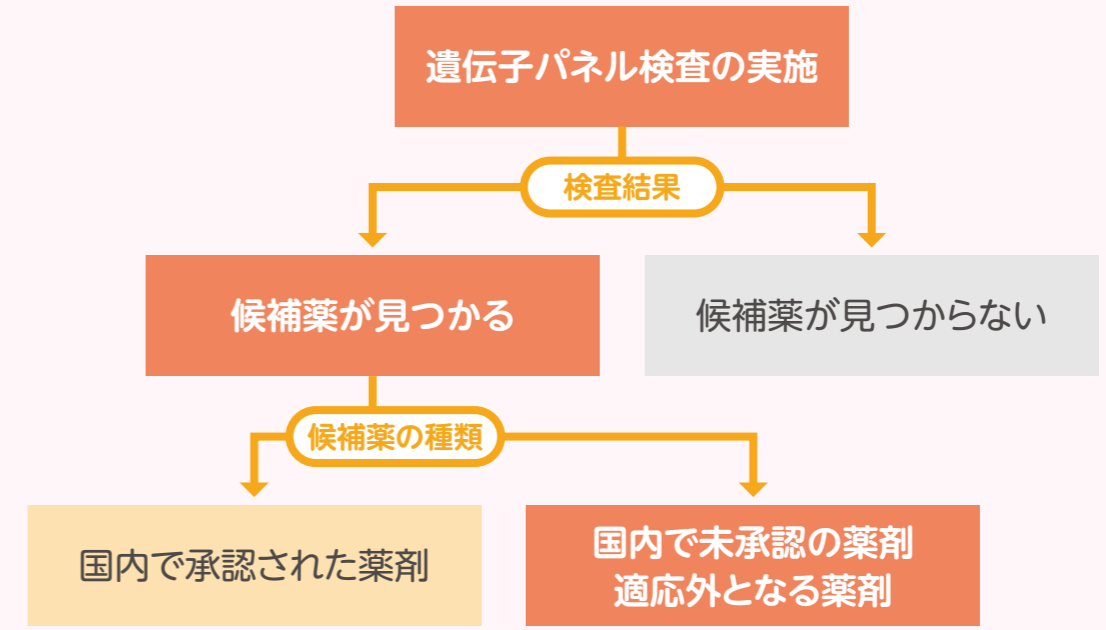 遺伝子パネル検査の実施
検査結果
候補薬が見つかる
候補薬が見つからない
候補薬の種類
国内で承認された薬剤
国内で未承認の薬剤
適応外となる薬剤